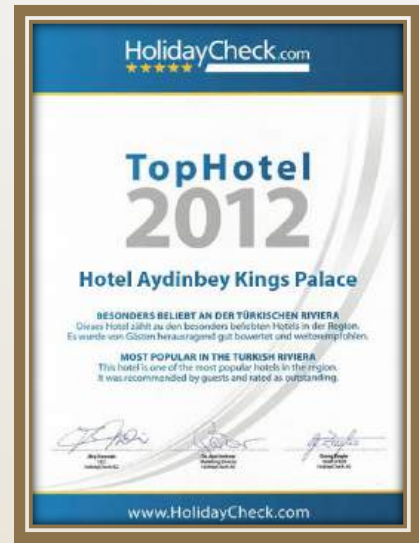 HolidayCheck.com
TopHotel
2012
Hotel Aydinbey Kings Palace
BESONDERS BELIEBT AN DER TÜRKISCHEN RIVIERA
Dieses Hotel zählt zu den besonders beliebten Hotels in der Region.
Es wurde von Gästen herausragend gut bewertet und weiterempfohlen.
MOST POPULAR IN THE TURKISH RIVIERA
This hotel is one of the most popular hotels in the region.
It was recommended by guests and rated as outstanding.
www.HolidayCheck.com